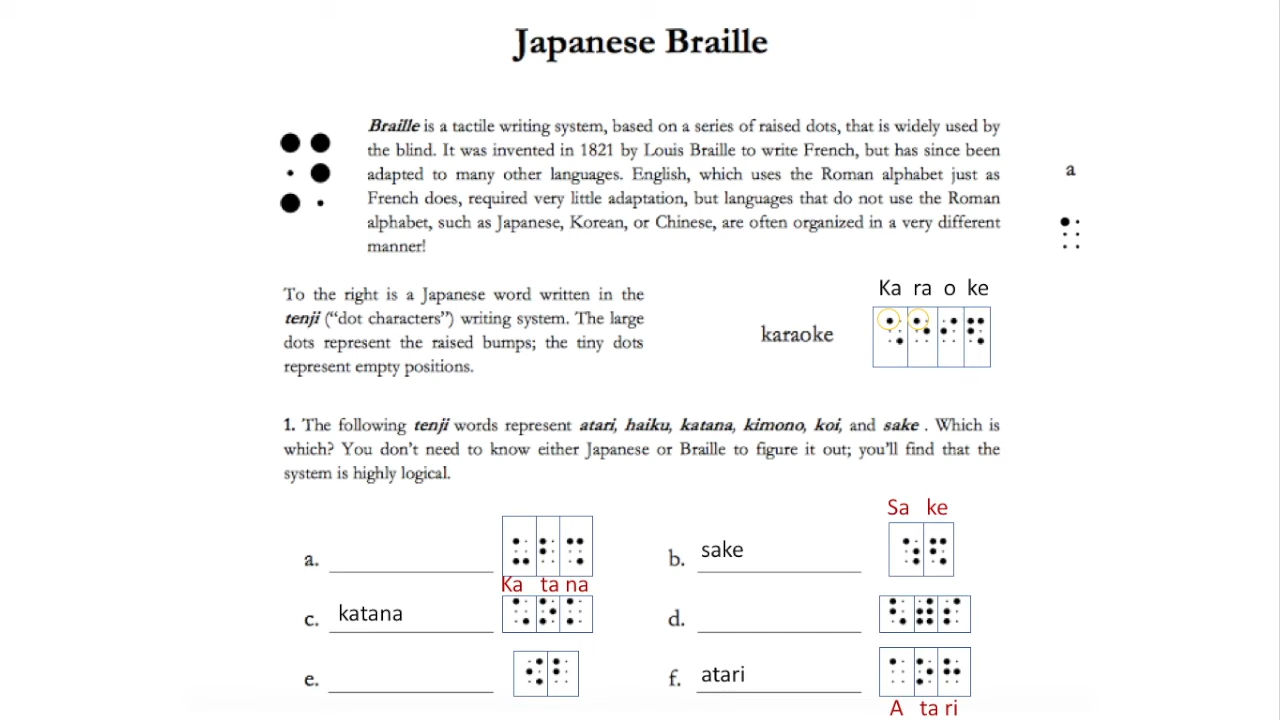 Japanese Braille
Braille is a tactile writing system, based on a series of raised dots, that is widely used by
the blind. It was invented in 1821 by Louis Braille to write French, but has since been
adapted to many other languages. English, which uses the Roman alphabet just as
French does, required very little adaptation, but languages that do not use the Roman
alphabet, such as Japanese, Korean, or Chinese, are often organized in a very different
manner!
a
To the right is a Japanese word written in the
tenji (“dot characters”) writing system. The large
dots represent the raised bumps; the tiny dots
represent empty positions.
Ka ra o ke
karaoke
1. The following tenji words represent atari, haiku, katana, kimono, koi, and sake . Which is
which? You don’t need to know either Japanese or Braille to figure it out; you’ll find that the
system is highly logical.
a.
Sa ke
b. sake
Ka ta na
c. katana
d.
e.
f. atari
A ta ri